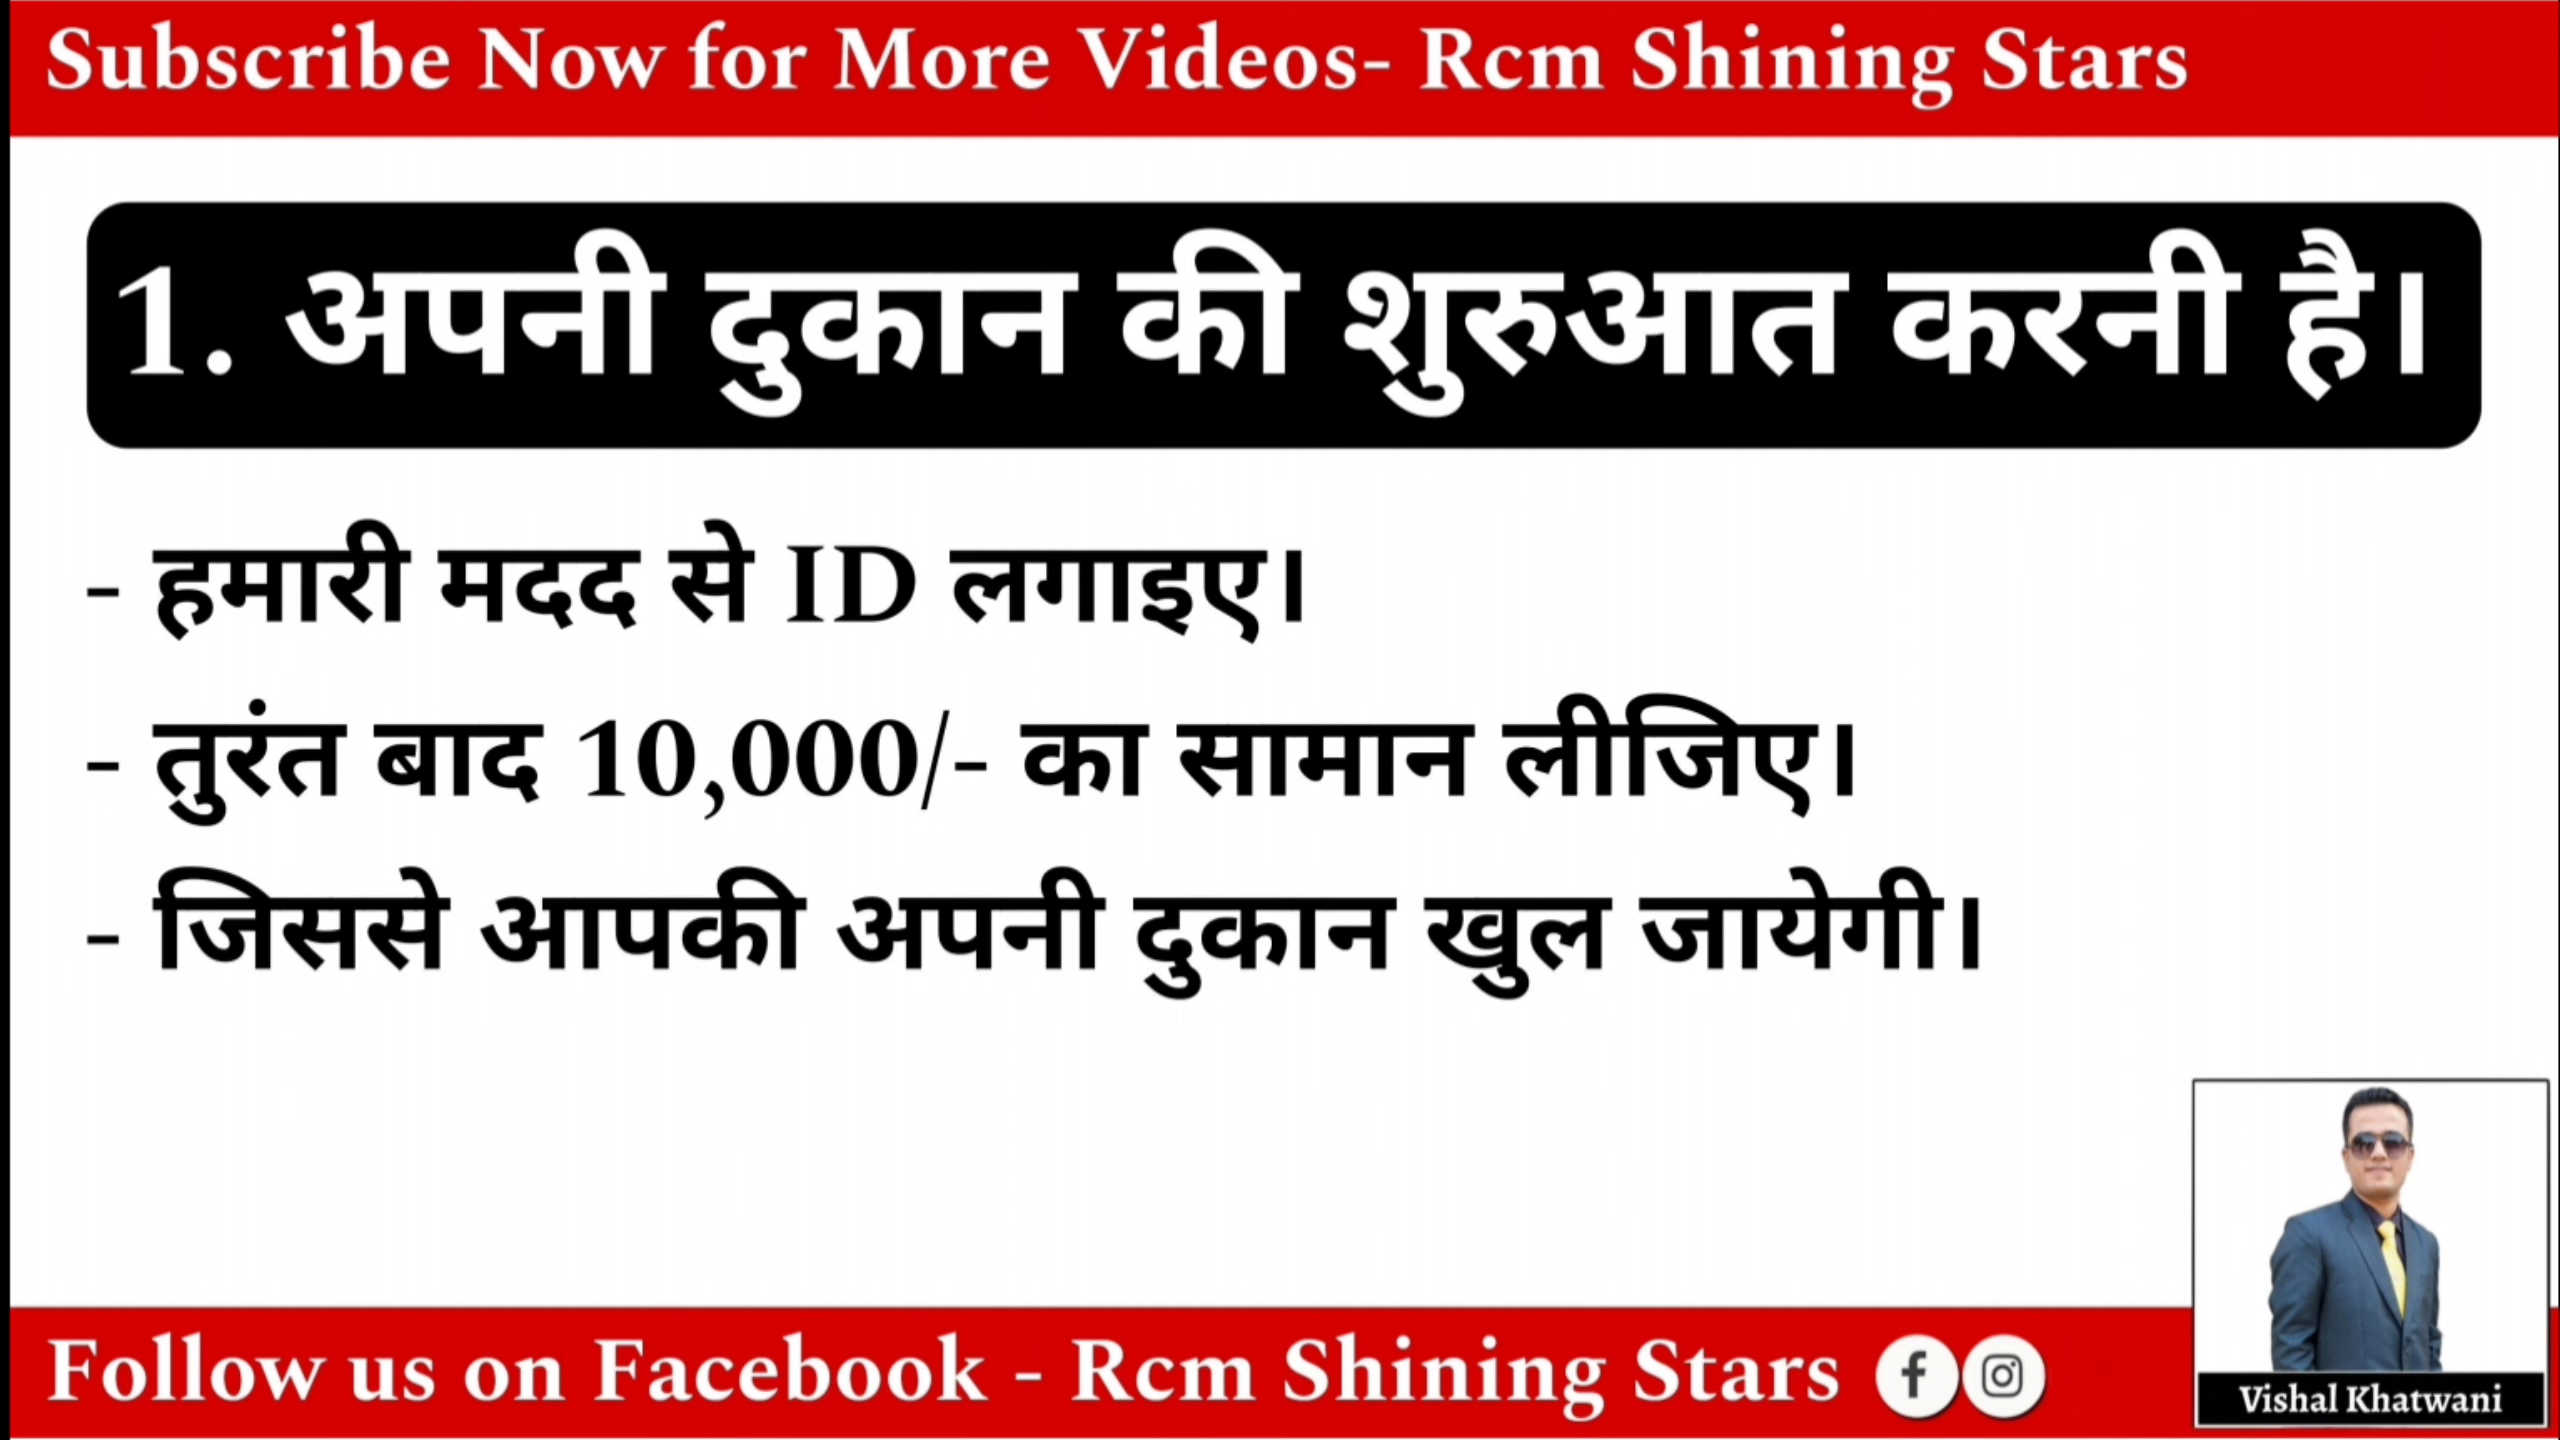 Subscribe Now for More Videos- Rcm Shining Stars
1. अपनी दुकान की शुरुआत करनी है।
- हमारी मदद से ID लगाइए।
- तुरंत बाद 10,000/- का सामान लीजिए।
- जिससे आपकी अपनी दुकान खुल जायेगी।
Follow us on Facebook - Rcm Shining Stars
Vishal Khatwani